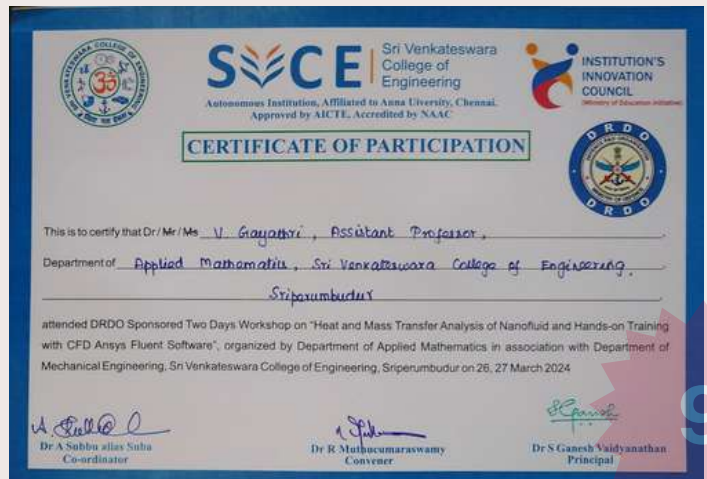 SVCE
Sri Venkateswara
College of
Engineering
INSTITUTION'S
INNOVATION
COUNCIL
(Ministry of Education Initiative)
Autonomous Institution, Affiliated to Anna Uiversity, Chennai.
Approved by AICTE, Accredited by NAAC
CERTIFICATE OF PARTICIPATION
DRDO
DRDO
This is to certify that Dr / Mr / Ms V. Gayathri, Assistant Professor,
Department of Applied Mathematics, Sri Venkateswara College of Engineering,
Sriperumbudur
attended DRDO Sponsored Two Days Workshop on "Heat and Mass Transfer Analysis of Nanofluid and Hands-on Training
with CFD Ansys Fluent Software", organized by Department of Applied Mathematics in association with Department of
Mechanical Engineering, Sri Venkateswara College of Engineering, Sriperumbudur on 26, 27 March 2024
Dr A Subbu alias Suba
Co-ordinator
Dr R Muthucumaraswamy
Convener
Dr S Ganesh Vaidyanathan
Principal